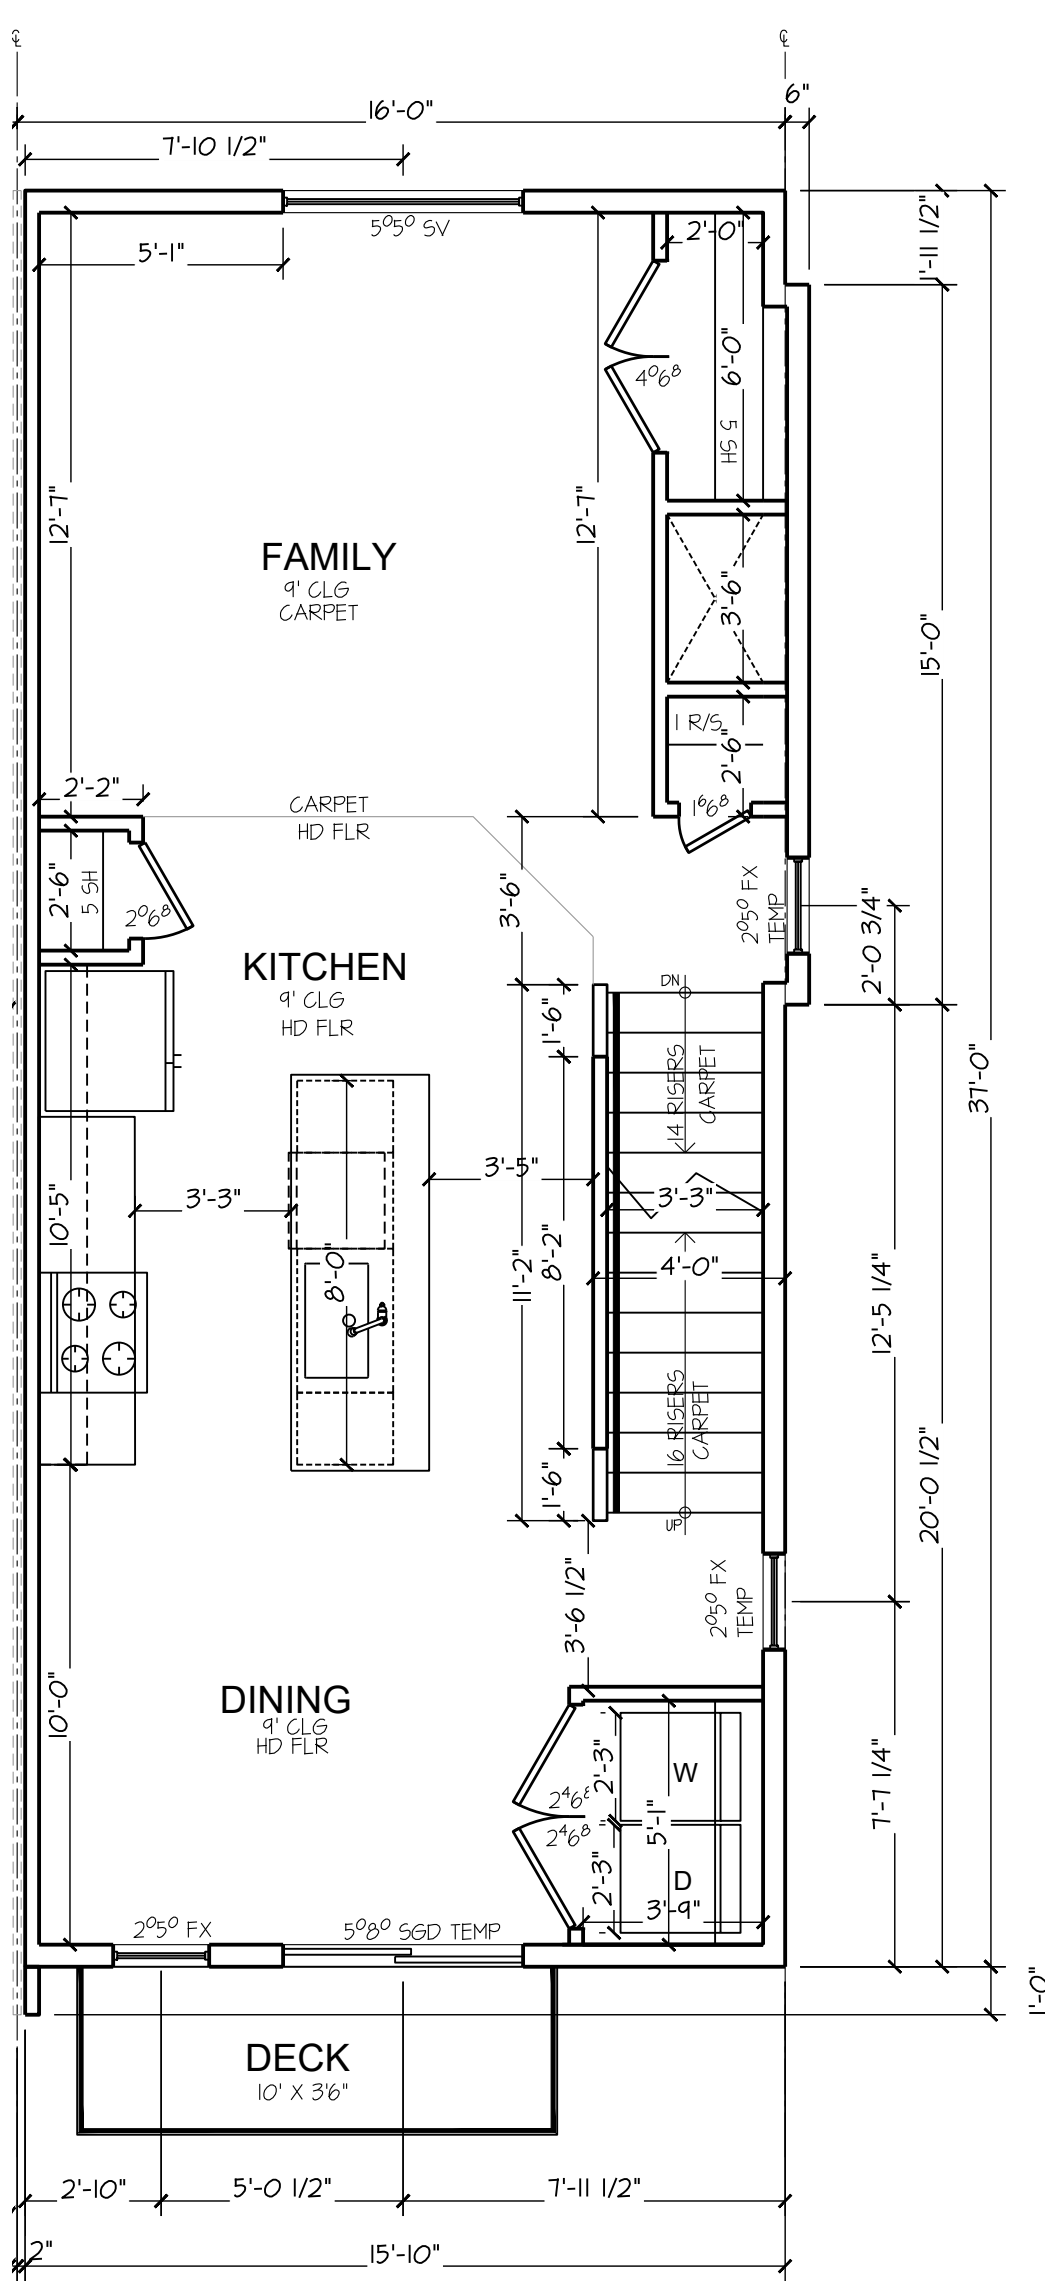 ℄
℄
16'-0"
6"
7'-10 1/2"
5⁰5⁰ SV
5'-1"
2'-0"
1'-11 1/2"
4⁰6⁸
6'-0"
5 SH
12'-7"
12'-7"
FAMILY
9' CLG
CARPET
3'-6"
15'-0"
1 R/S
2'-6"
1⁶6⁸
2'-2"
CARPET
HD FLR
2'-6"
5 SH
2⁰6⁸
3'-6"
2⁰5⁰ FX
TEMP
2'-0 3/4"
KITCHEN
9' CLG
HD FLR
DN
1'-6"
14 RISERS
CARPET
37'-0"
10'-5"
3'-3"
3'-5"
3'-3"
8'-0"
11'-2"
8'-2"
4'-0"
12'-5 1/4"
16 RISERS
CARPET
1'-6"
UP
20'-0 1/2"
3'-6 1/2"
2⁰5⁰ FX
TEMP
10'-0"
DINING
9' CLG
HD FLR
2'-3"
W
2⁴6⁸
2⁴6⁸
5'-1"
2'-3"
D
3'-9"
7'-7 1/4"
2⁰5⁰ FX
5⁰8⁰ SGD TEMP
1'-0"
DECK
10' X 3'6"
2'-10"
5'-0 1/2"
7'-11 1/2"
2"
15'-10"